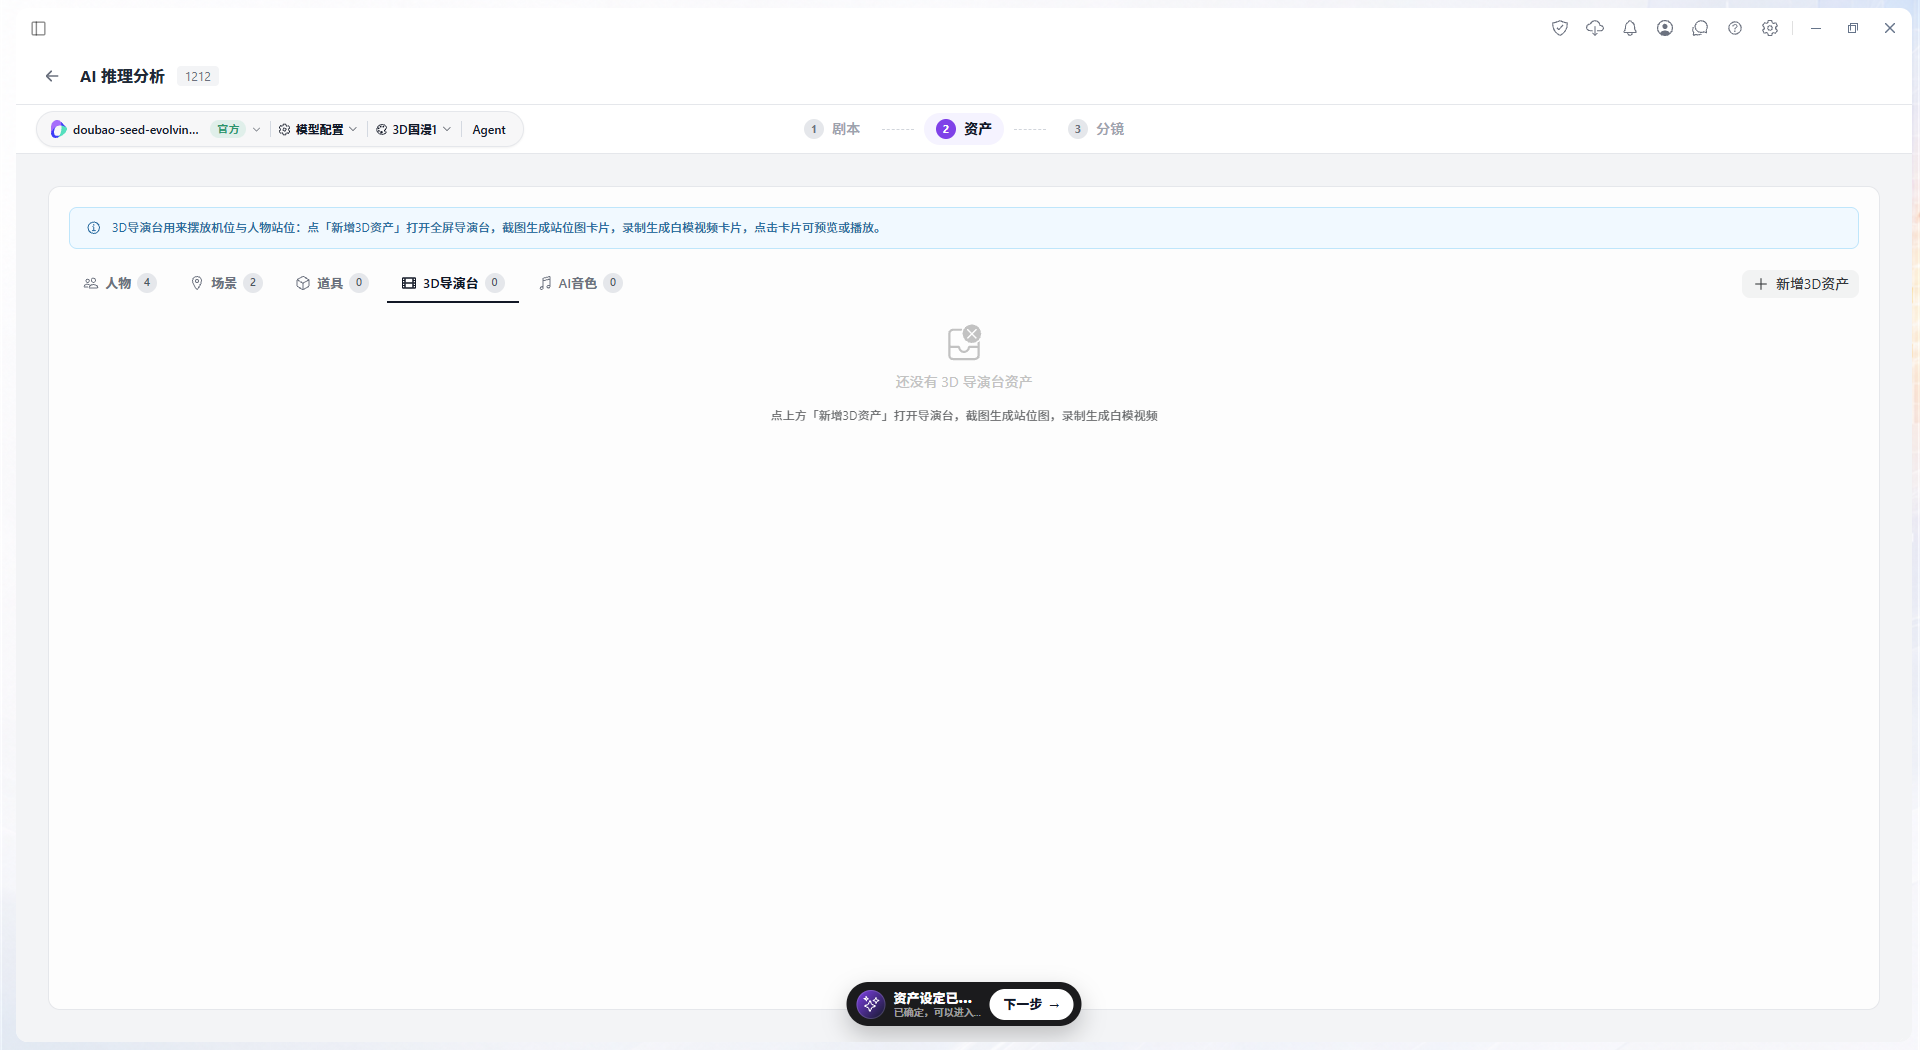 AI 推理分析 1212
doubao-seed-evolvin... 官方 模型配置 3D国漫1 Agent
1 剧本 2 资产 3 分镜
3D导演台用来摆放机位与人物站位：点「新增3D资产」打开全屏导演台，截图生成站位图卡片，录制生成白模视频卡片，点击卡片可预览或播放。
人物 4 场景 2 道具 0 3D导演台 0 AI音色 0
新增3D资产
还没有 3D 导演台资产
点上方「新增3D资产」打开导演台，截图生成站位图，录制生成白模视频
资产设定已...
已确定，可以进入...
下一步 →